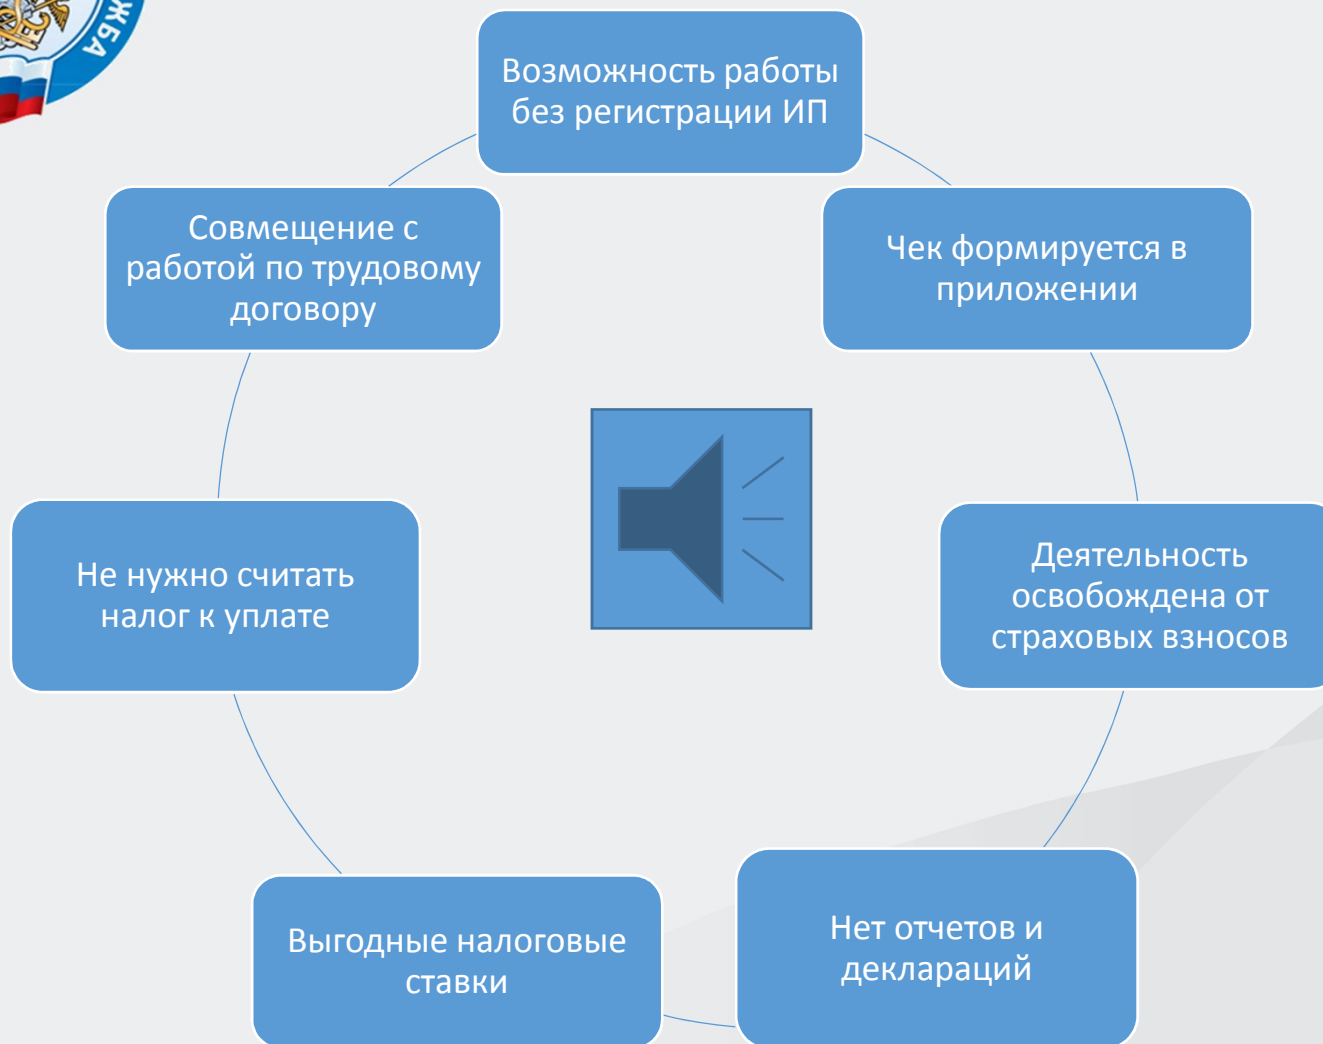 ЖБА
Возможность работы
без регистрации ИП
Совмещение с
работой по трудовому
договору
Чек формируется в
приложении
Не нужно считать
налог к уплате
Деятельность
освобождена от
страховых взносов
Выгодные налоговые
ставки
Нет отчетов и
деклараций